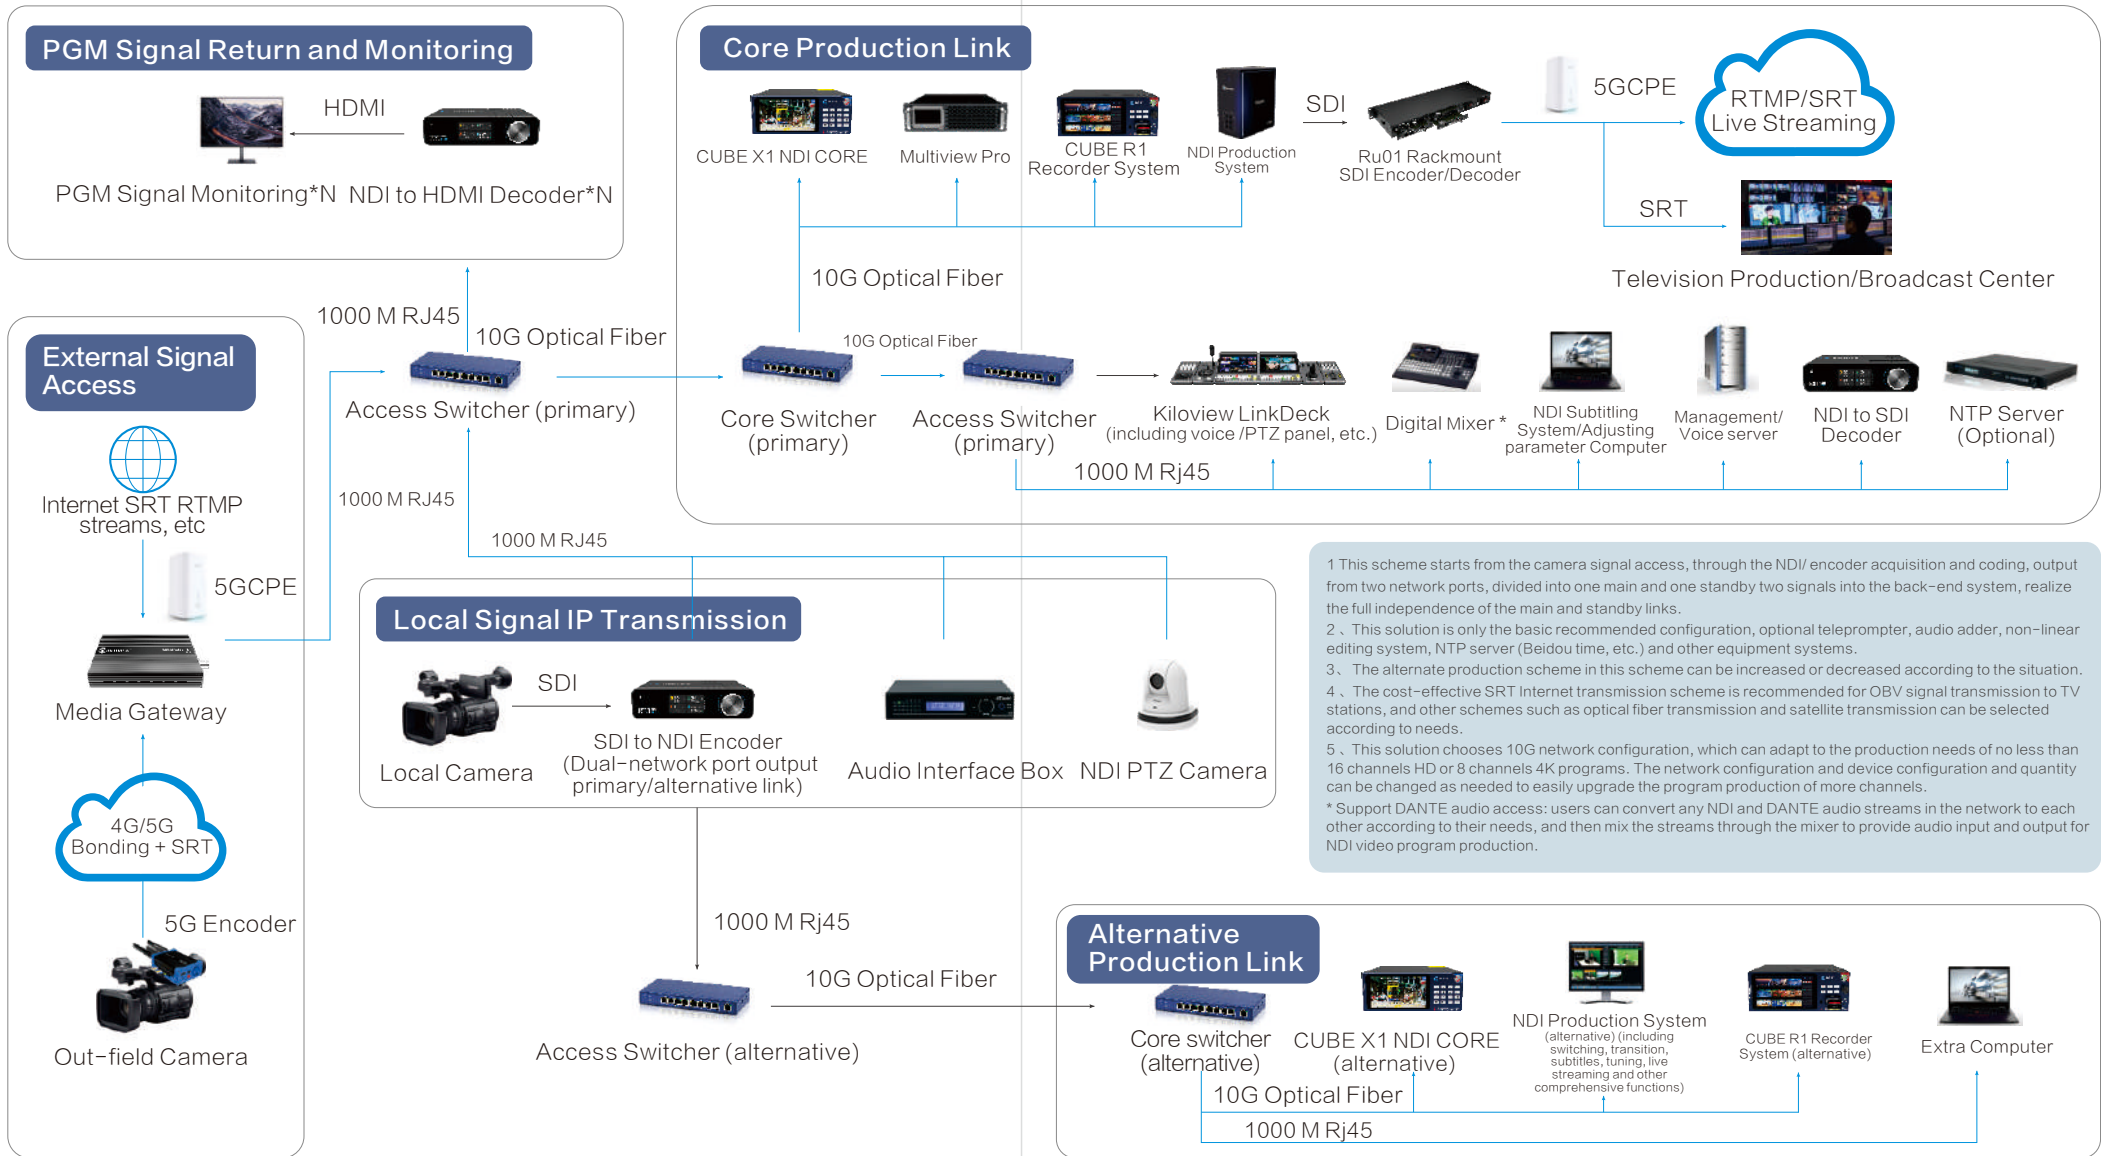 PGM Signal Return and Monitoring
HDMI
PGM Signal Monitoring*N
NDI to HDMI Decoder*N
Core Production Link
CUBE X1 NDI CORE
Multiview Pro
CUBE R1
Recorder System
NDI Production
System
SDI
Ru01 Rackmount
SDI Encoder/Decoder
5GCPE
RTMP/SRT
Live Streaming
SRT
Television Production/Broadcast Center
10G Optical Fiber
1000 M RJ45
10G Optical Fiber
Access Switcher (primary)
10G Optical Fiber
Core Switcher
(primary)
Access Switcher
(primary)
Kiloview LinkDeck
(including voice /PTZ panel, etc.)
Digital Mixer *
NDI Subtitling
System/Adjusting
parameter Computer
Management/
Voice server
NDI to SDI
Decoder
NTP Server
(Optional)
1000 M Rj45
External Signal
Access
Internet SRT RTMP
streams, etc
5GCPE
Media Gateway
4G/5G
Bonding + SRT
5G Encoder
Out-field Camera
1000 M RJ45
1000 M RJ45
Local Signal IP Transmission
SDI
Local Camera
SDI to NDI Encoder
(Dual-network port output
primary/alternative link)
Audio Interface Box
NDI PTZ Camera
1 This scheme starts from the camera signal access, through the NDI/ encoder acquisition and coding, output
from two network ports, divided into one main and one standby two signals into the back-end system, realize
the full independence of the main and standby links.
2 、This solution is only the basic recommended configuration, optional teleprompter, audio adder, non-linear
editing system, NTP server (Beidou time, etc.) and other equipment systems.
3、 The alternate production scheme in this scheme can be increased or decreased according to the situation.
4 、The cost-effective SRT Internet transmission scheme is recommended for OBV signal transmission to TV
stations, and other schemes such as optical fiber transmission and satellite transmission can be selected
according to needs.
5 、This solution chooses 10G network configuration, which can adapt to the production needs of no less than
16 channels HD or 8 channels 4K programs. The network configuration and device configuration and quantity
can be changed as needed to easily upgrade the program production of more channels.
* Support DANTE audio access: users can convert any NDI and DANTE audio streams in the network to each
other according to their needs, and then mix the streams through the mixer to provide audio input and output for
NDI video program production.
1000 M Rj45
Access Switcher (alternative)
10G Optical Fiber
Alternative
Production Link
Core switcher
(alternative)
CUBE X1 NDI CORE
(alternative)
NDI Production System
(alternative) (including
switching, transition,
subtitles, tuning, live
streaming and other
comprehensive functions)
CUBE R1 Recorder
System (alternative)
Extra Computer
10G Optical Fiber
1000 M Rj45